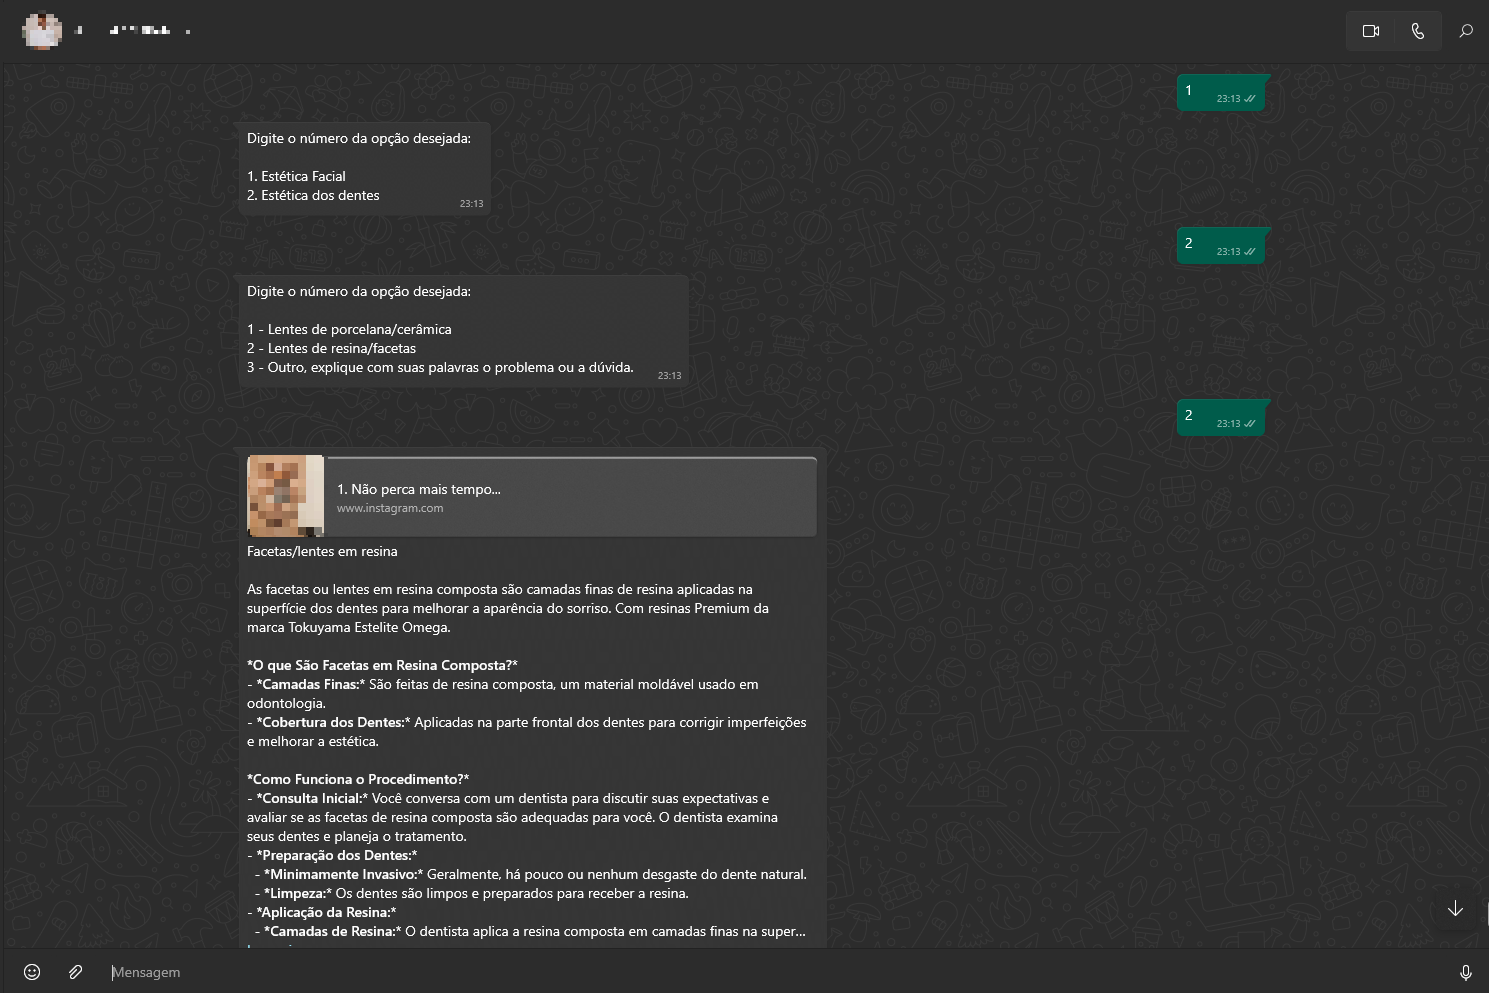 1
23:13
Digite o número da opção desejada:
1. Estética Facial
2. Estética dos dentes
23:13
2
23:13
Digite o número da opção desejada:
1 - Lentes de porcelana/cerâmica
2 - Lentes de resina/facetas
3 - Outro, explique com suas palavras o problema ou a dúvida.
23:13
2
23:13
1. Não perca mais tempo...
www.instagram.com
Facetas/lentes em resina
As facetas ou lentes em resina composta são camadas finas de resina aplicadas na
superfície dos dentes para melhorar a aparência do sorriso. Com resinas Premium da
marca Tokuyama Estelite Omega.
*O que São Facetas em Resina Composta?*
- *Camadas Finas:* São feitas de resina composta, um material moldável usado em
odontologia.
- *Cobertura dos Dentes:* Aplicadas na parte frontal dos dentes para corrigir imperfeições
e melhorar a estética.
*Como Funciona o Procedimento?*
- *Consulta Inicial:* Você conversa com um dentista para discutir suas expectativas e
avaliar se as facetas de resina composta são adequadas para você. O dentista examina
seus dentes e planeja o tratamento.
- *Preparação dos Dentes:*
- *Minimamente Invasivo:* Geralmente, há pouco ou nenhum desgaste do dente natural.
- *Limpeza:* Os dentes são limpos e preparados para receber a resina.
- *Aplicação da Resina:*
- *Camadas de Resina:* O dentista aplica a resina composta em camadas finas na super...
Mensagem